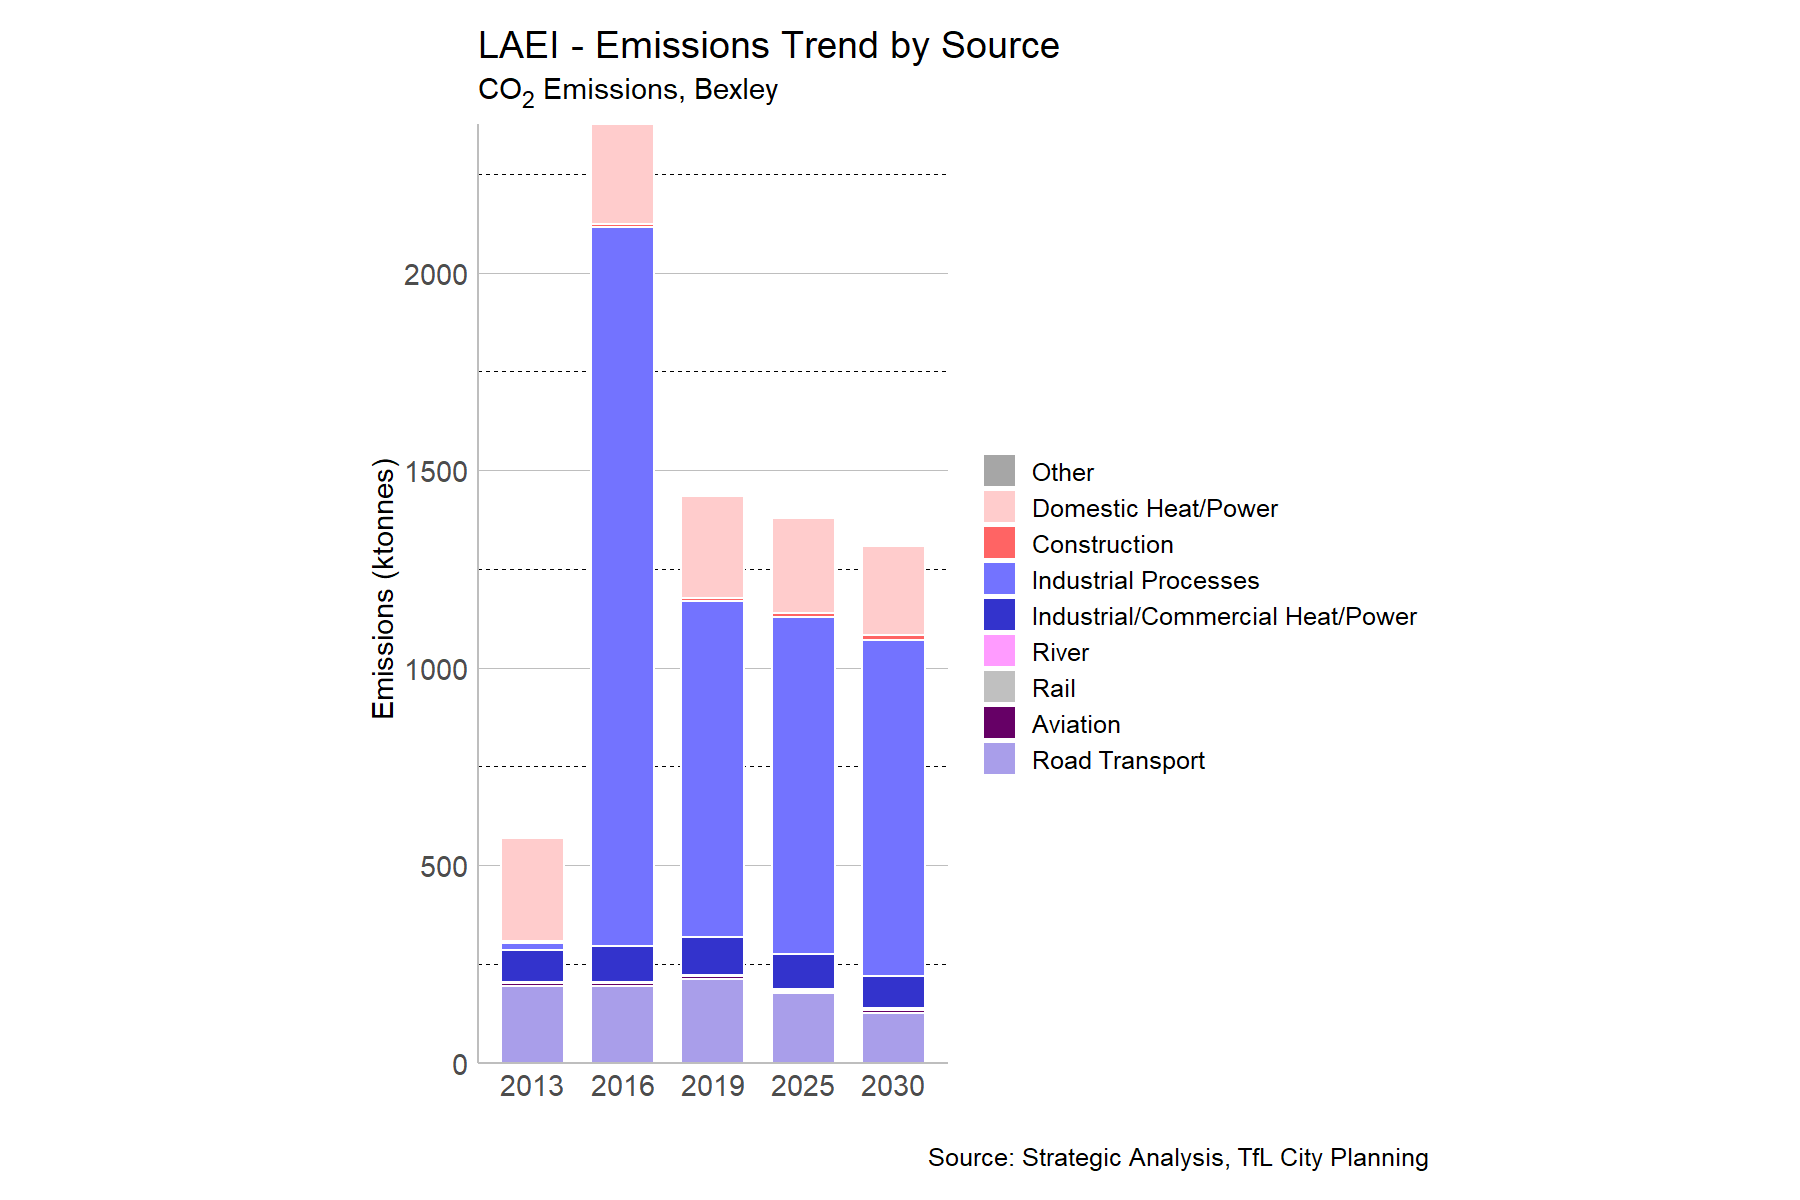 LAEI - Emissions Trend by Source
CO₂ Emissions, Bexley
Emissions (ktonnes)
2000
1500
1000
500
0
2013 2016 2019 2025 2030
Other
Domestic Heat/Power
Construction
Industrial Processes
Industrial/Commercial Heat/Power
River
Rail
Aviation
Road Transport
Source: Strategic Analysis, TfL City Planning